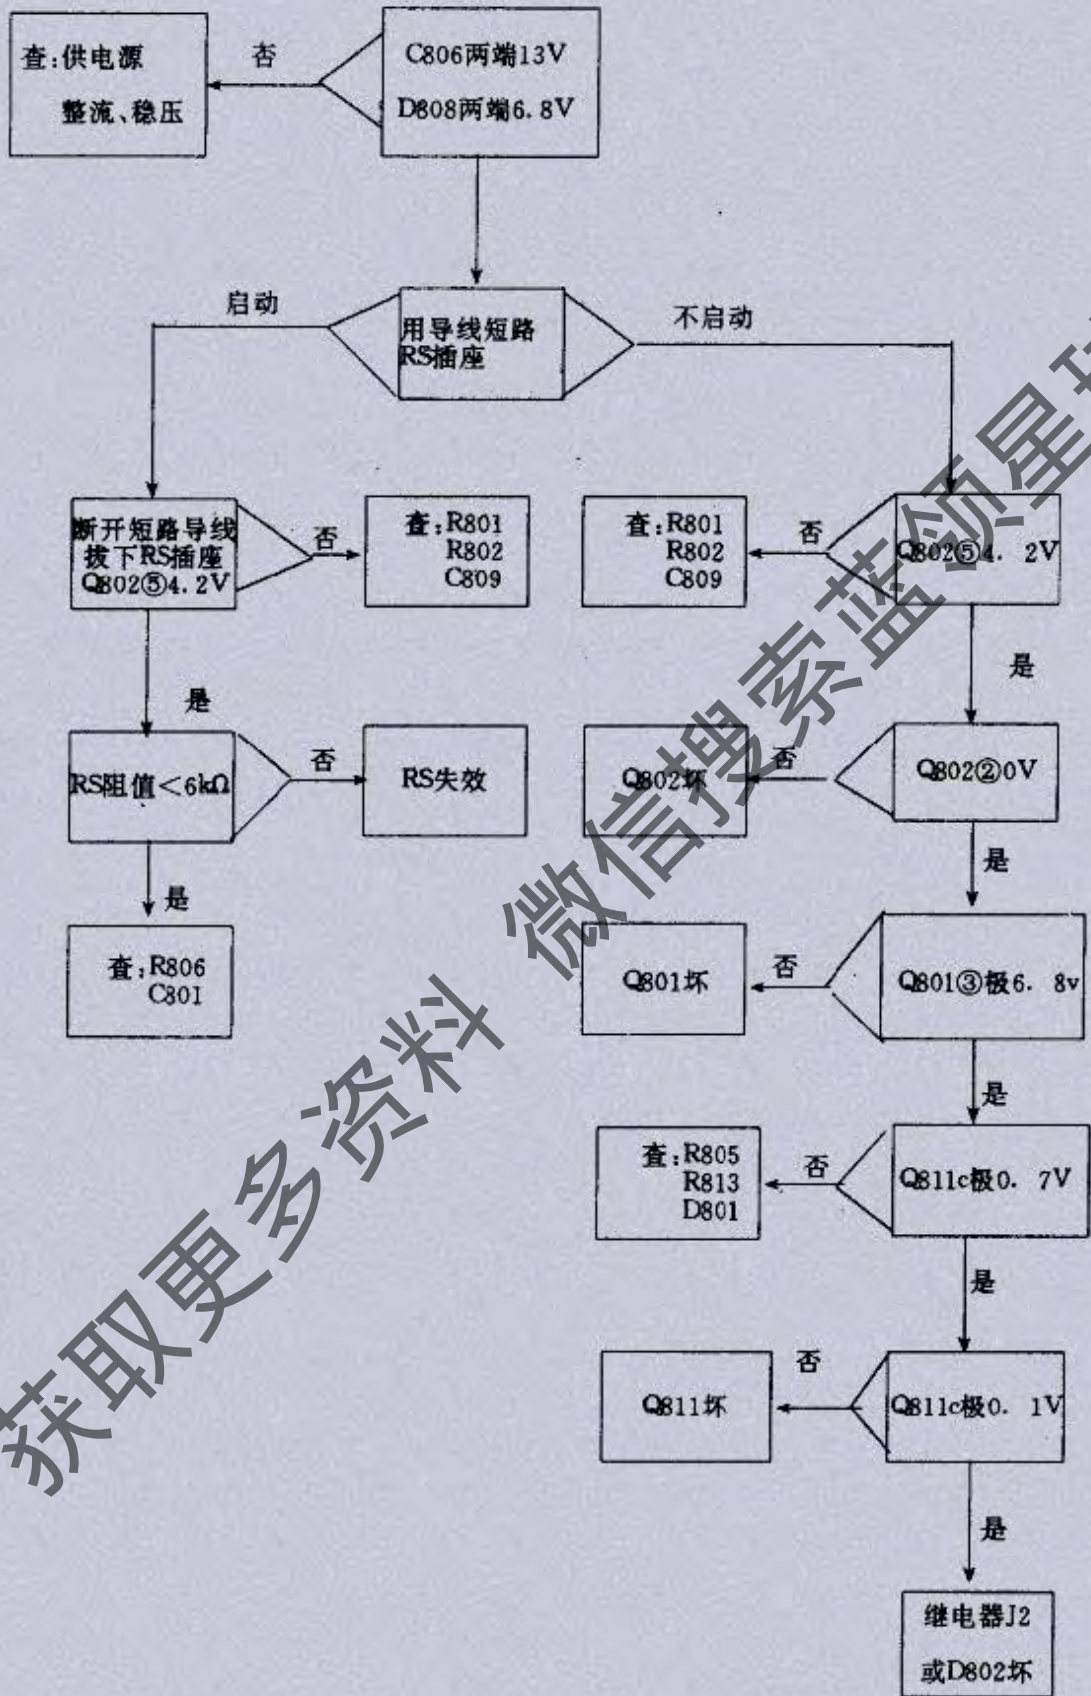 查:供电源
整流、稳压
否
C806两端13V
D808两端6.8V
启动
用导线短路
RS插座
不启动
断开短路导线
拔下RS插座
Q802⑤4.2V
否
查:R801
R802
C809
查:R801
R802
C809
否
Q802⑤4. 2V
是
是
RS阻值<6kΩ
否
RS失效
Q802坏
否
Q802②0V
是
是
查:R806
C801
Q801坏
否
Q801③极6. 8v
是
查:R805
R813
D801
否
Q811c极0. 7V
是
Q811坏
否
Q811c极0. 1V
是
继电器J2
或D802坏
获取更多资料 微信搜索蓝领星球